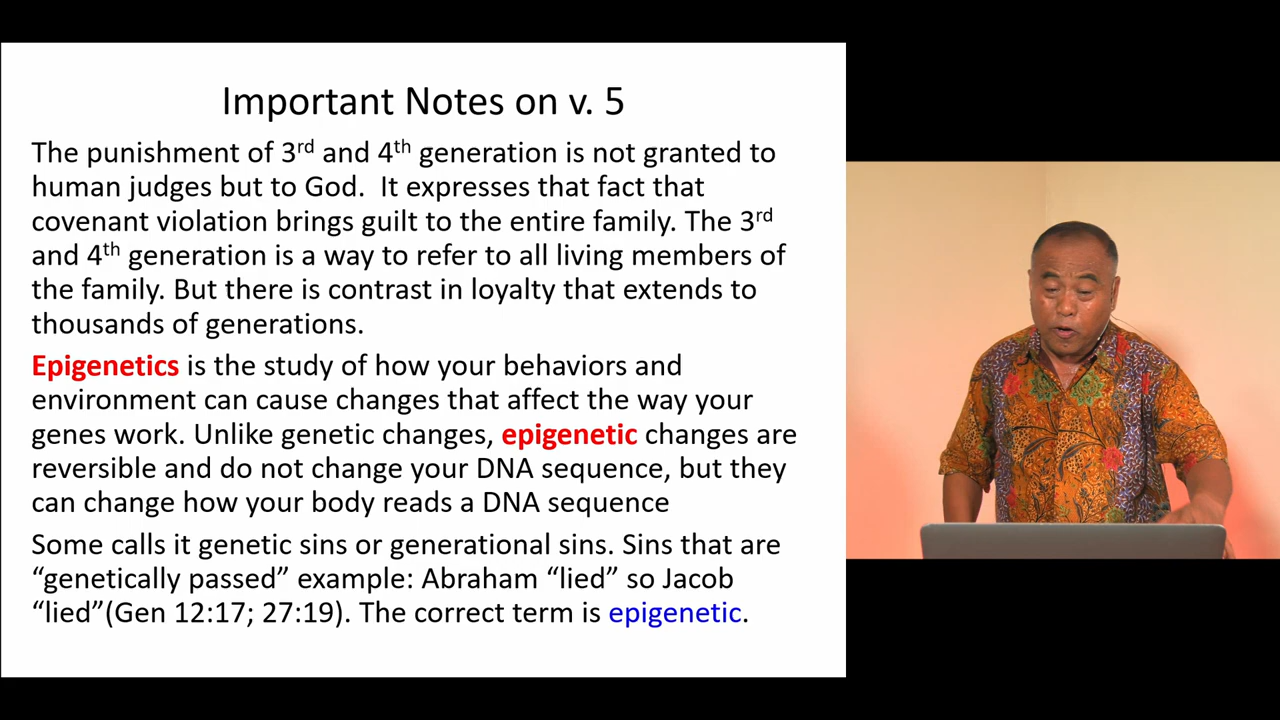 Important Notes on v. 5
The punishment of 3rd and 4th generation is not granted to
human judges but to God.  It expresses that fact that
covenant violation brings guilt to the entire family. The 3rd
and 4th generation is a way to refer to all living members of
the family. But there is contrast in loyalty that extends to
thousands of generations.
Epigenetics is the study of how your behaviors and
environment can cause changes that affect the way your
genes work. Unlike genetic changes, epigenetic changes are
reversible and do not change your DNA sequence, but they
can change how your body reads a DNA sequence
Some calls it genetic sins or generational sins. Sins that are
“genetically passed” example: Abraham “lied” so Jacob
“lied”(Gen 12:17; 27:19). The correct term is epigenetic.